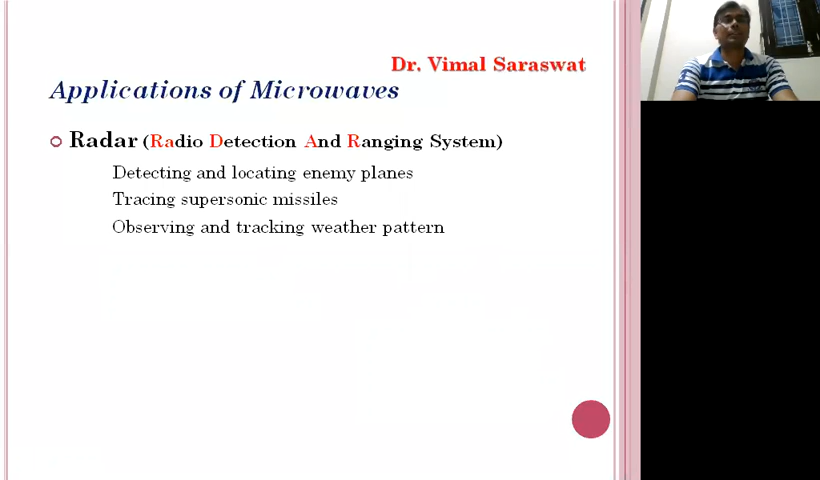 Dr. Vimal Saraswat
Applications of Microwaves
Radar (Radio Detection And Ranging System)
Detecting and locating enemy planes
Tracing supersonic missiles
Observing and tracking weather pattern